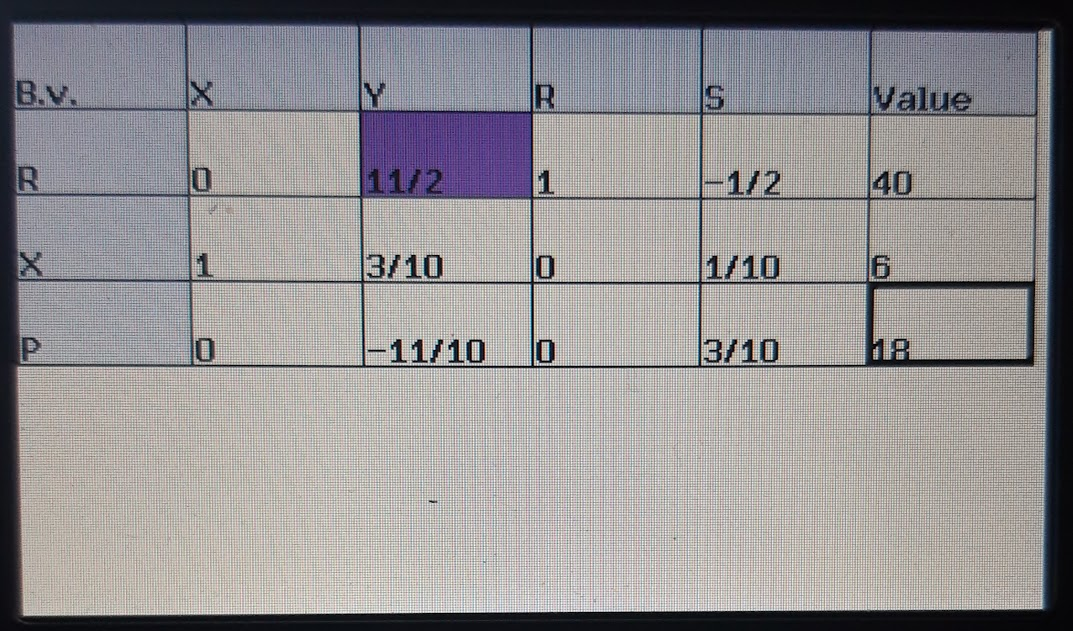 B.v. X Y R S Value
R 0 11/2 1 -1/2 40
X 1 3/10 0 1/10 6
P 0 -11/10 0 3/10 18